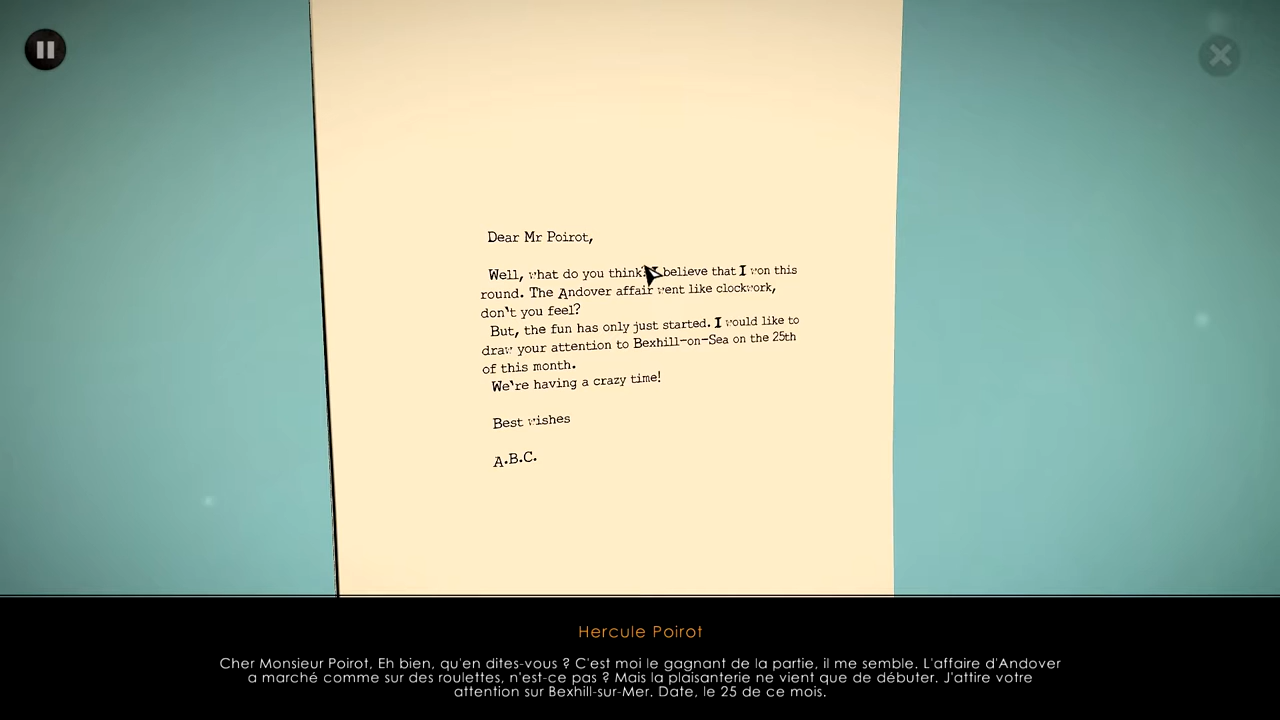 Dear Mr Poirot,
Well, what do you think? I believe that I won this
round. The Andover affair went like clockwork,
don't you feel?
But, the fun has only just started. I would like to
draw your attention to Bexhill-on-Sea on the 25th
of this month.
We're having a crazy time!
Best wishes
A.B.C.
Hercule Poirot
Cher Monsieur Poirot, Eh bien, qu'en dites-vous ? C'est moi le gagnant de la partie, il me semble. L'affaire d'Andover
a marché comme sur des roulettes, n'est-ce pas ? Mais la plaisanterie ne vient que de débuter. J'attire votre
attention sur Bexhill-sur-Mer. Date, le 25 de ce mois.